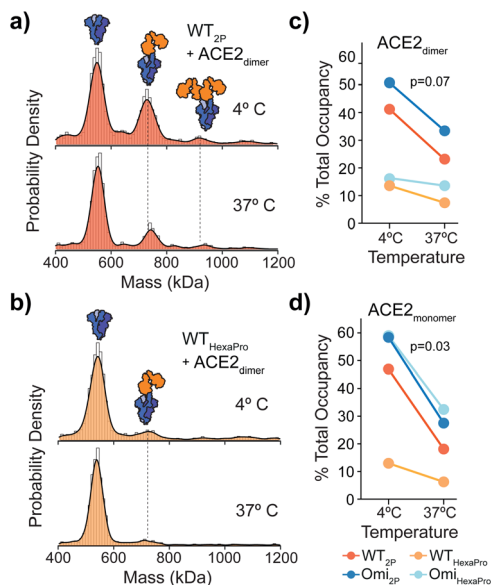 a)
WT2P
+ ACE2dimer
4º C
37º C
Probability Density
400 600 800 1000 1200
Mass (kDa)
b)
WTHexaPro
+ ACE2dimer
4º C
37º C
Probability Density
400 600 800 1000 1200
Mass (kDa)
c)
ACE2dimer
p=0.07
% Total Occupancy
60
50
40
30
20
10
0
4ºC 37ºC
Temperature
d)
ACE2monomer
p=0.03
% Total Occupancy
60
50
40
30
20
10
0
4ºC 37ºC
Temperature
WT2P WTHexaPro
Omi2P OmiHexaPro